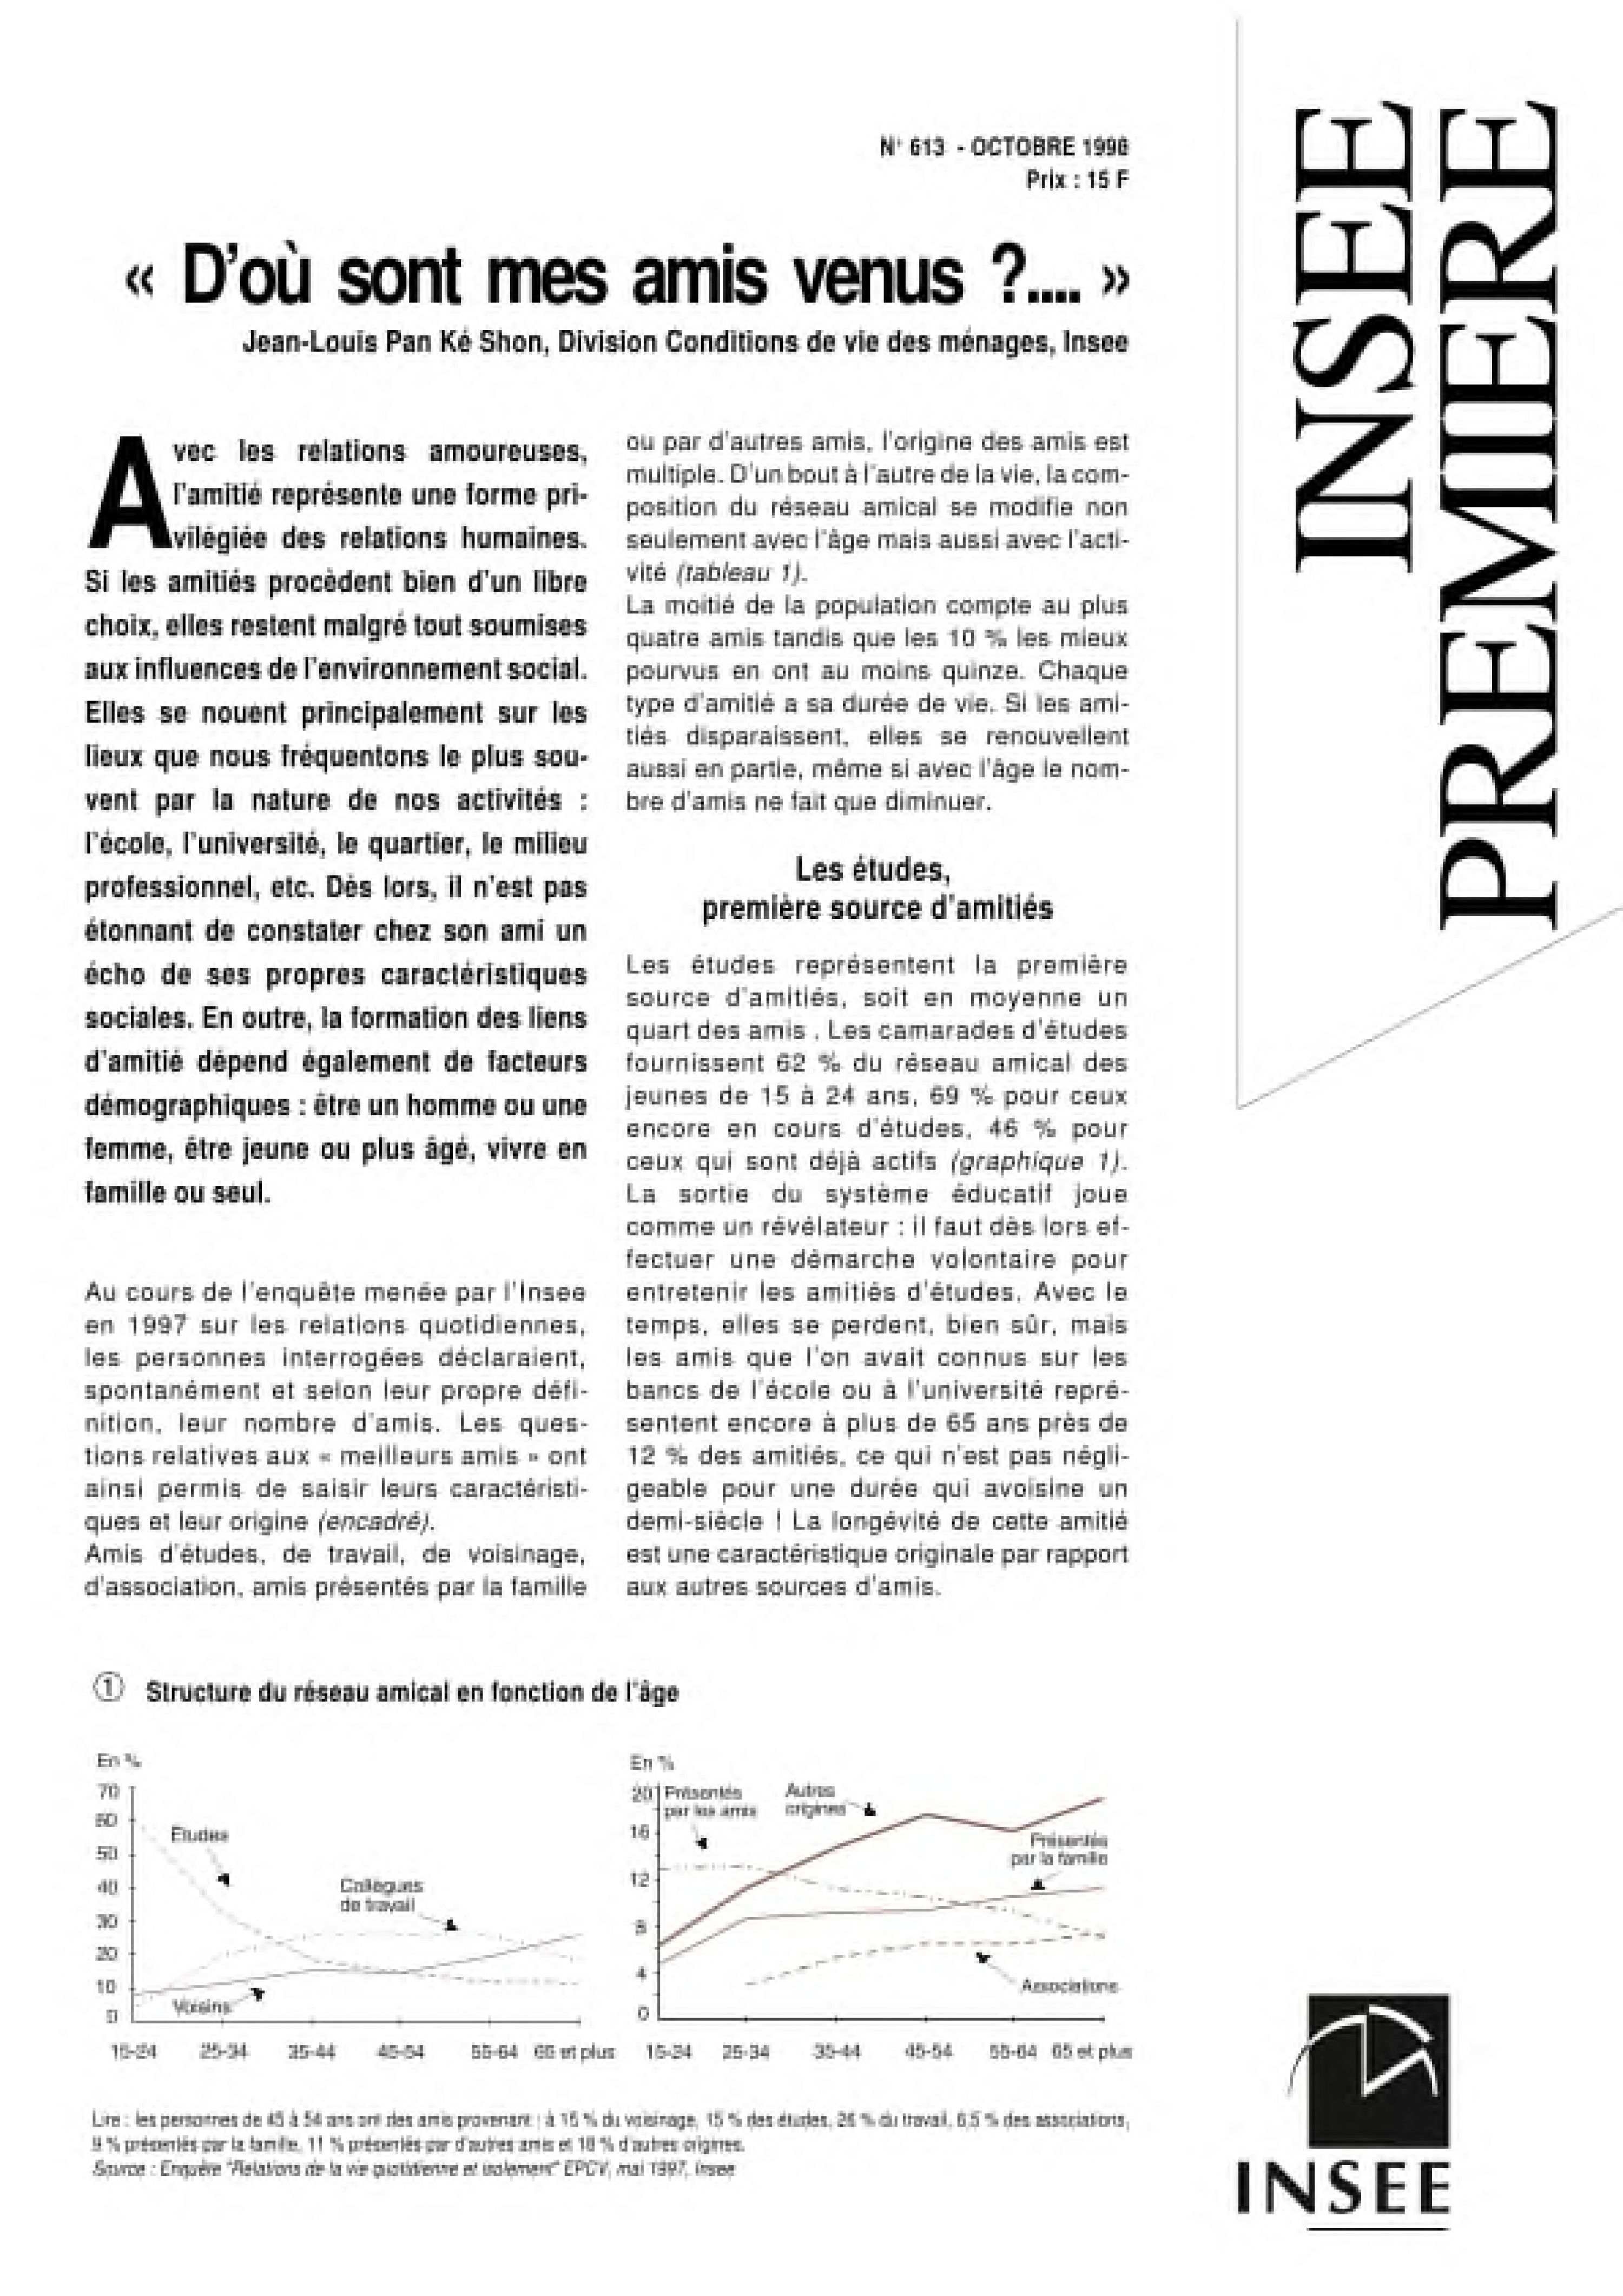 N° 613 - OCTOBRE 1998
Prix : 15 F
« D'où sont mes amis venus ?.... »
Jean-Louis Pan Ké Shon, Division Conditions de vie des ménages, Insee
INSEE
PREMIERE
Avec les relations amoureuses,
l'amitié représente une forme pri-
vilégiée des relations humaines.
Si les amitiés procèdent bien d'un libre
choix, elles restent malgré tout soumises
aux influences de l'environnement social.
Elles se nouent principalement sur les
lieux que nous fréquentons le plus sou-
vent par la nature de nos activités :
l'école, l'université, le quartier, le milieu
professionnel, etc. Dès lors, il n'est pas
étonnant de constater chez son ami un
écho de ses propres caractéristiques
sociales. En outre, la formation des liens
d'amitié dépend également de facteurs
démographiques : être un homme ou une
femme, être jeune ou plus âgé, vivre en
famille ou seul.
Au cours de l'enquête menée par l'Insee
en 1997 sur les relations quotidiennes,
les personnes interrogées déclaraient,
spontanément et selon leur propre défi-
nition, leur nombre d'amis. Les ques-
tions relatives aux « meilleurs amis » ont
ainsi permis de saisir leurs caractéristi-
ques et leur origine (encadré).
Amis d'études, de travail, de voisinage,
d'association, amis présentés par la famille
ou par d'autres amis, l'origine des amis est
multiple. D'un bout à l'autre de la vie, la com-
position du réseau amical se modifie non
seulement avec l'âge mais aussi avec l'acti-
vité (tableau 1).
La moitié de la population compte au plus
quatre amis tandis que les 10 % les mieux
pourvus en ont au moins quinze. Chaque
type d'amitié a sa durée de vie. Si les ami-
tiés disparaissent, elles se renouvellent
aussi en partie, même si avec l'âge le nom-
bre d'amis ne fait que diminuer.
Les études,
première source d'amitiés
Les études représentent la première
source d'amitiés, soit en moyenne un
quart des amis . Les camarades d'études
fournissent 62 % du réseau amical des
jeunes de 15 à 24 ans, 69 % pour ceux
encore en cours d'études, 46 % pour
ceux qui sont déjà actifs (graphique 1).
La sortie du système éducatif joue
comme un révélateur : il faut dès lors ef-
fectuer une démarche volontaire pour
entretenir les amitiés d'études. Avec le
temps, elles se perdent, bien sûr, mais
les amis que l'on avait connus sur les
bancs de l'école ou à l'université repré-
sentent encore à plus de 65 ans près de
12 % des amitiés, ce qui n'est pas négli-
geable pour une durée qui avoisine un
demi-siècle ! La longévité de cette amitié
est une caractéristique originale par rapport
aux autres sources d'amis.
① Structure du réseau amical en fonction de l'âge
En %
70
60
50
40
30
20
10
0
Etudes
Collègues
de travail
Voisins
15-24 25-34 35-44 45-54 55-64 65 et plus
En %
20
16
12
8
4
0
Présentés
par les amis
Autres
origines
Présentés
par la famille
Associations
15-24 25-34 35-44 45-54 55-64 65 et plus
Lire : les personnes de 45 à 54 ans ont des amis provenant : à 15 % du voisinage, 15 % des études, 26 % du travail, 6,5 % des associations,
9 % présentés par la famille, 11 % présentés par d'autres amis et 18 % d'autres origines.
Source : Enquête "Relations de la vie quotidienne et isolement" EPCV, mai 1997, Insee
INSEE